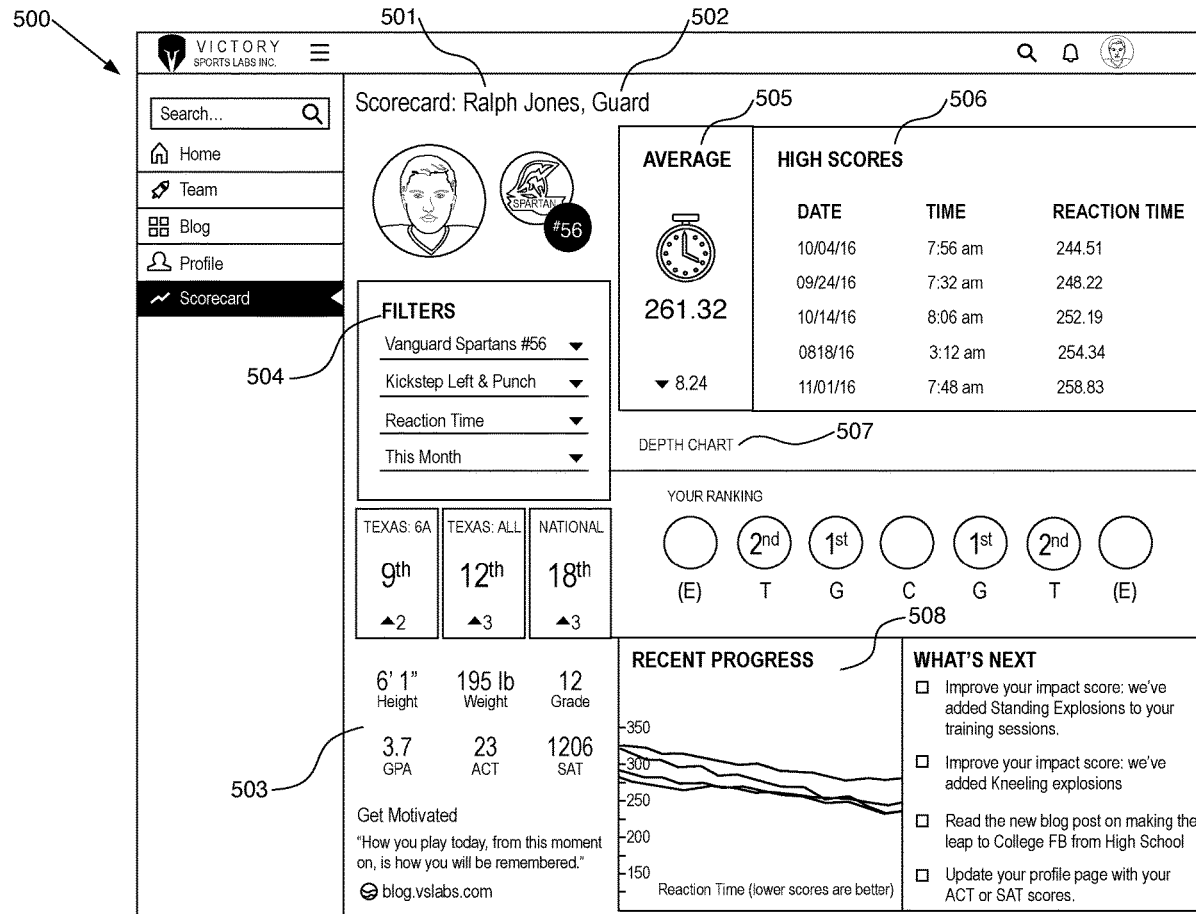 500
501
502
VICTORY
SPORTS LABS INC.
Search...
Home
Team
Blog
Profile
Scorecard
Scorecard: Ralph Jones, Guard
SPARTAN
#56
504
FILTERS
Vanguard Spartans #56
Kickstep Left & Punch
Reaction Time
This Month
505
AVERAGE
261.32
▼ 8.24
506
HIGH SCORES
DATE TIME REACTION TIME
10/04/16 7:56 am 244.51
09/24/16 7:32 am 248.22
10/14/16 8:06 am 252.19
0818/16 3:12 am 254.34
11/01/16 7:48 am 258.83
DEPTH CHART
507
YOUR RANKING
2nd 1st 1st 2nd
(E) T G C G T (E)
TEXAS: 6A TEXAS: ALL NATIONAL
9th 12th 18th
▲2 ▲3 ▲3
503
6' 1" 195 lb 12
Height Weight Grade
3.7 23 1206
GPA ACT SAT
Get Motivated
“How you play today, from this moment
on, is how you will be remembered.”
blog.vslabs.com
508
RECENT PROGRESS
350
300
250
200
150
Reaction Time (lower scores are better)
WHAT'S NEXT
Improve your impact score: we've
added Standing Explosions to your
training sessions.
Improve your impact score: we've
added Kneeling explosions
Read the new blog post on making the
leap to College FB from High School
Update your profile page with your
ACT or SAT scores.